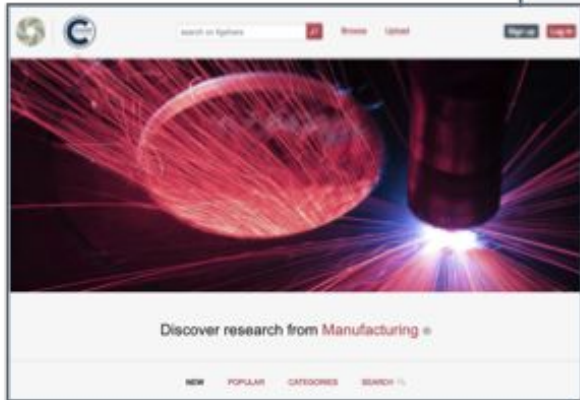 search on figshare Browse Upload Sign up Log in
Discover research from Manufacturing
NEW POPULAR CATEGORIES SEARCH